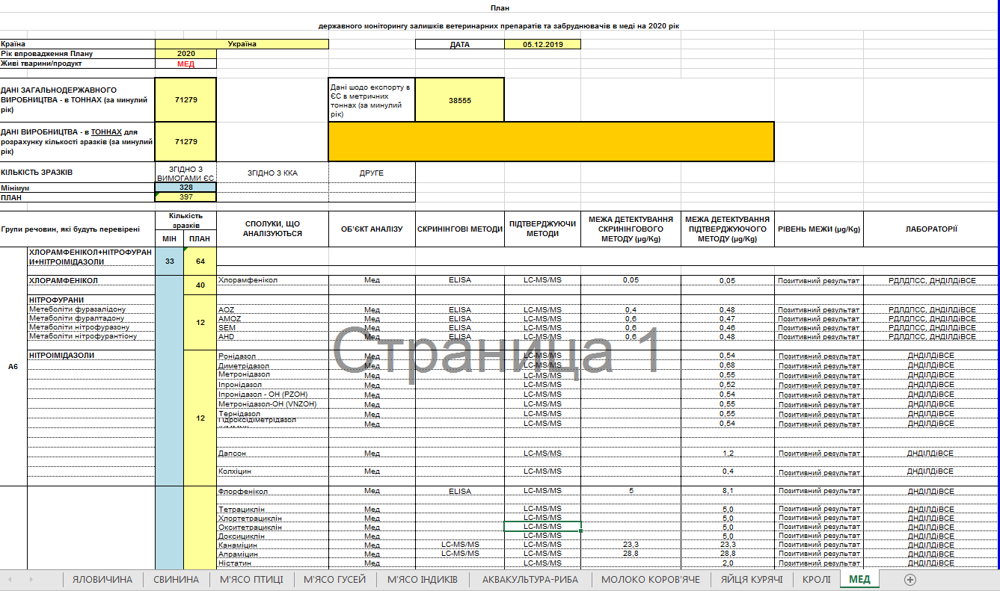 План
державного моніторингу залишків ветеринарних препаратів та забруднювачів в меді на 2020 рік
Країна Україна ДАТА 05.12.2019
Рік впровадження Плану 2020
Живі тварини/продукт МЕД
ДАНІ ЗАГАЛЬНОДЕРЖАВНОГО
ВИРОБНИЦТВА - в ТОННАХ (за минулий
рік)
71279
Дані шодо експорту в
ЄС в метричних
тоннах (за минулий
рік)
38555
ДАНІ ВИРОБНИЦТВА - в ТОННАХ для
розрахунку кількості зразків (за минулий
рік)
71279
КІЛЬКІСТЬ ЗРАЗКІВ
ЗГІДНО З
ВИМОГАМИ ЄС
ЗГІДНО З ККА
ДРУГЕ
Мінімум 328
ПЛАН 397
Групи речовин, які будуть перевірені
Кількість
зразків
МІН ПЛАН
СПОЛУКИ, ЩО
АНАЛІЗУЮТЬСЯ
ОБ'ЄКТ АНАЛІЗУ
СКРИНІНГОВІ МЕТОДИ
ПІДТВЕРДЖУЮЧИ
МЕТОДИ
МЕЖА ДЕТЕКТУВАННЯ
СКРИНІНГОВОГО
МЕТОДУ (µg/Kg)
МЕЖА ДЕТЕКТУВАННЯ
ПІДТВЕРДЖУЮЧОГО
МЕТОДУ (µg/Kg)
РІВЕНЬ МЕЖИ (µg/Kg)
ЛАБОРАТОРІЇ
ХЛОРАМФЕНІКОЛ+НІТРОФУРАН
И+НІТРОІМІДАЗОЛИ
33 64
ХЛОРАМФЕНІКОЛ 40 Хлорамфенікол Мед ELISA LC-MS/MS 0,05 0,05 Позитивний результат РДЛДПСС, ДНДІЛДіВСЕ
НІТРОФУРАНИ
Метеболіти фуразалідону AOZ Мед ELISA LC-MS/MS 0,4 0,48 Позитивний результат РДЛДПСС, ДНДІЛДіВСЕ
Метаболіти фуралтадону 12 AMOZ Мед ELISA LC-MS/MS 0,6 0,47 Позитивний результат РДЛДПСС, ДНДІЛДіВСЕ
Метаболіти нітрофуразону SEM Мед ELISA LC-MS/MS 0,6 0,46 Позитивний результат РДЛДПСС, ДНДІЛДіВСЕ
Метаболіти нітрофурантіону AHD Мед ELISA LC-MS/MS 0,6 0,48 Позитивний результат РДЛДПСС, ДНДІЛДіВСЕ
Страница 1
А6
НІТРОІМІДАЗОЛИ Ронідазол Мед LC-MS/MS 0,54 Позитивний результат ДНДІЛДіВСЕ
Диметрідазол Мед LC-MS/MS 0,68 Позитивний результат ДНДІЛДіВСЕ
Метронідазол Мед LC-MS/MS 0,55 Позитивний результат ДНДІЛДіВСЕ
Іпронідазол Мед LC-MS/MS 0,52 Позитивний результат ДНДІЛДіВСЕ
Іпронідазол - ОН (PZOH) Мед LC-MS/MS 0,54 Позитивний результат ДНДІЛДіВСЕ
Метронідазол-ОН (VNZOH) Мед LC-MS/MS 0,55 Позитивний результат ДНДІЛДіВСЕ
12 Тернідазол Мед LC-MS/MS 0,55 Позитивний результат ДНДІЛДіВСЕ
Гідроксідіметрідазол Мед LC-MS/MS 0,54 Позитивний результат ДНДІЛДіВСЕ
Дапсон Мед LC-MS/MS 1,2 Позитивний результат ДНДІЛДіВСЕ
Колхіцин Мед LC-MS/MS 0,4 Позитивний результат ДНДІЛДіВСЕ
Флорфенікол Мед ELISA LC-MS/MS 5 8,1 Позитивний результат ДНДІЛДіВСЕ
Тетрациклін Мед LC-MS/MS 5,0 Позитивний результат ДНДІЛДіВСЕ
Хлортетрациклін Мед LC-MS/MS 5,0 Позитивний результат ДНДІЛДіВСЕ
Окситетрациклін Мед LC-MS/MS 5,0 Позитивний результат ДНДІЛДіВСЕ
Доксициклін Мед LC-MS/MS 5,0 Позитивний результат ДНДІЛДіВСЕ
Канаміцин Мед LC-MS/MS LC-MS/MS 23,3 23,3 Позитивний результат ДНДІЛДіВСЕ
Апраміцин Мед LC-MS/MS LC-MS/MS 28,8 28,8 Позитивний результат ДНДІЛДіВСЕ
Ністатин Мед LC-MS/MS 2,0 Позитивний результат ДНДІЛДіВСЕ
ЯЛОВИЧИНА СВИНИНА М'ЯСО ПТИЦІ М'ЯСО ГУСЕЙ М'ЯСО ІНДИКІВ АКВАКУЛЬТУРА-РИБА МОЛОКО КОРОВ'ЯЧЕ ЯЙЦЯ КУРЯЧІ КРОЛІ МЕД